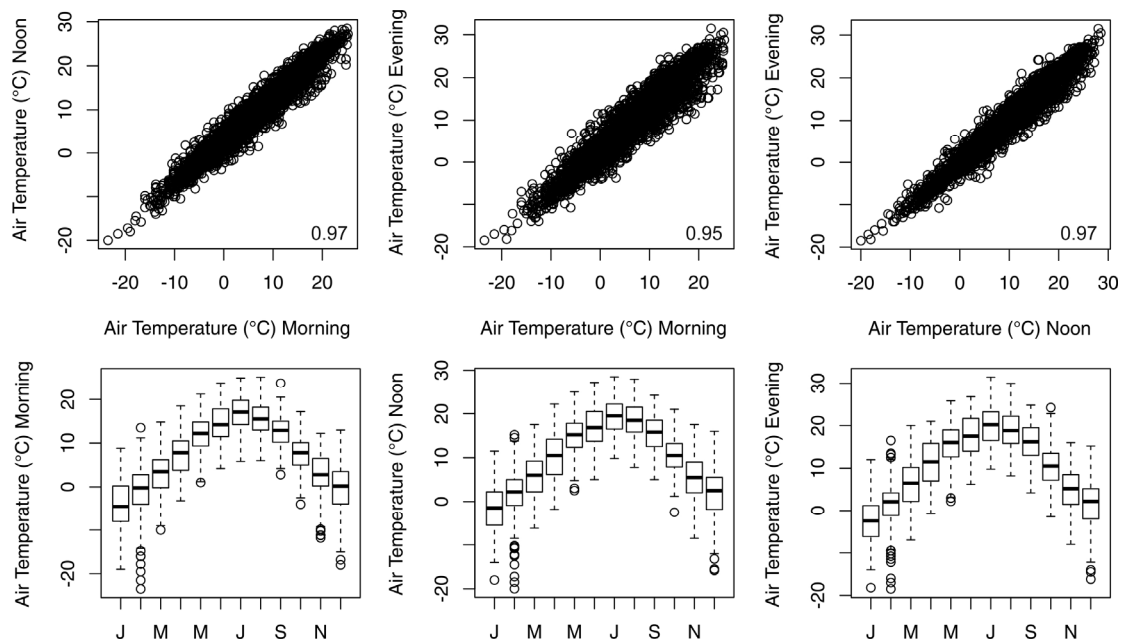 Air Temperature (°C) Noon
30
20
10
0
-20
0.97
-20 -10 0 10 20
Air Temperature (°C) Morning
Air Temperature (°C) Evening
30
20
10
0
-20
0.95
-20 -10 0 10 20
Air Temperature (°C) Morning
Air Temperature (°C) Evening
30
20
10
0
-20
0.97
-20 -10 0 10 20 30
Air Temperature (°C) Noon
Air Temperature (°C) Morning
20
10
0
-20
J M M J S N
Air Temperature (°C) Noon
30
20
10
0
-20
J M M J S N
Air Temperature (°C) Evening
30
20
10
0
-20
J M M J S N